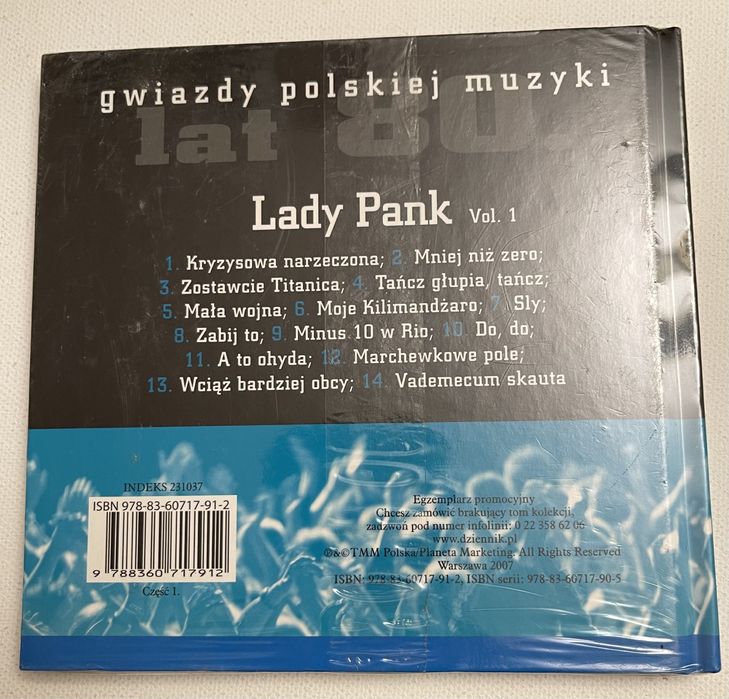 gwiazdy polskiej muzyki
lat 80.
Lady Pank Vol. 1
1. Kryzysowa narzeczona; 2. Mniej niż zero;
3. Zostawcie Titanica; 4. Tańcz głupia, tańcz;
5. Mała wojna; 6. Moje Kilimandżaro; 7. Sly;
8. Zabij to; 9. Minus 10 w Rio; 10. Do, do;
11. A to ohyda; 12. Marchewkowe pole;
13. Wciąż bardziej obcy; 14. Vademecum skauta
INDEKS 231037
ISBN 978-83-60717-91-2
9 788360 717912
Część 1.
Egzemplarz promocyjny
Chcesz zamówić brakujący tom kolekcji,
zadzwoń pod numer infolinii: 0 22 358 62 06
www.dziennik.pl
℗&©TMM Polska/Planeta Marketing. All Rights Reserved
Warszawa 2007
ISBN: 978-83-60717-91-2, ISBN serii: 978-83-60717-90-5